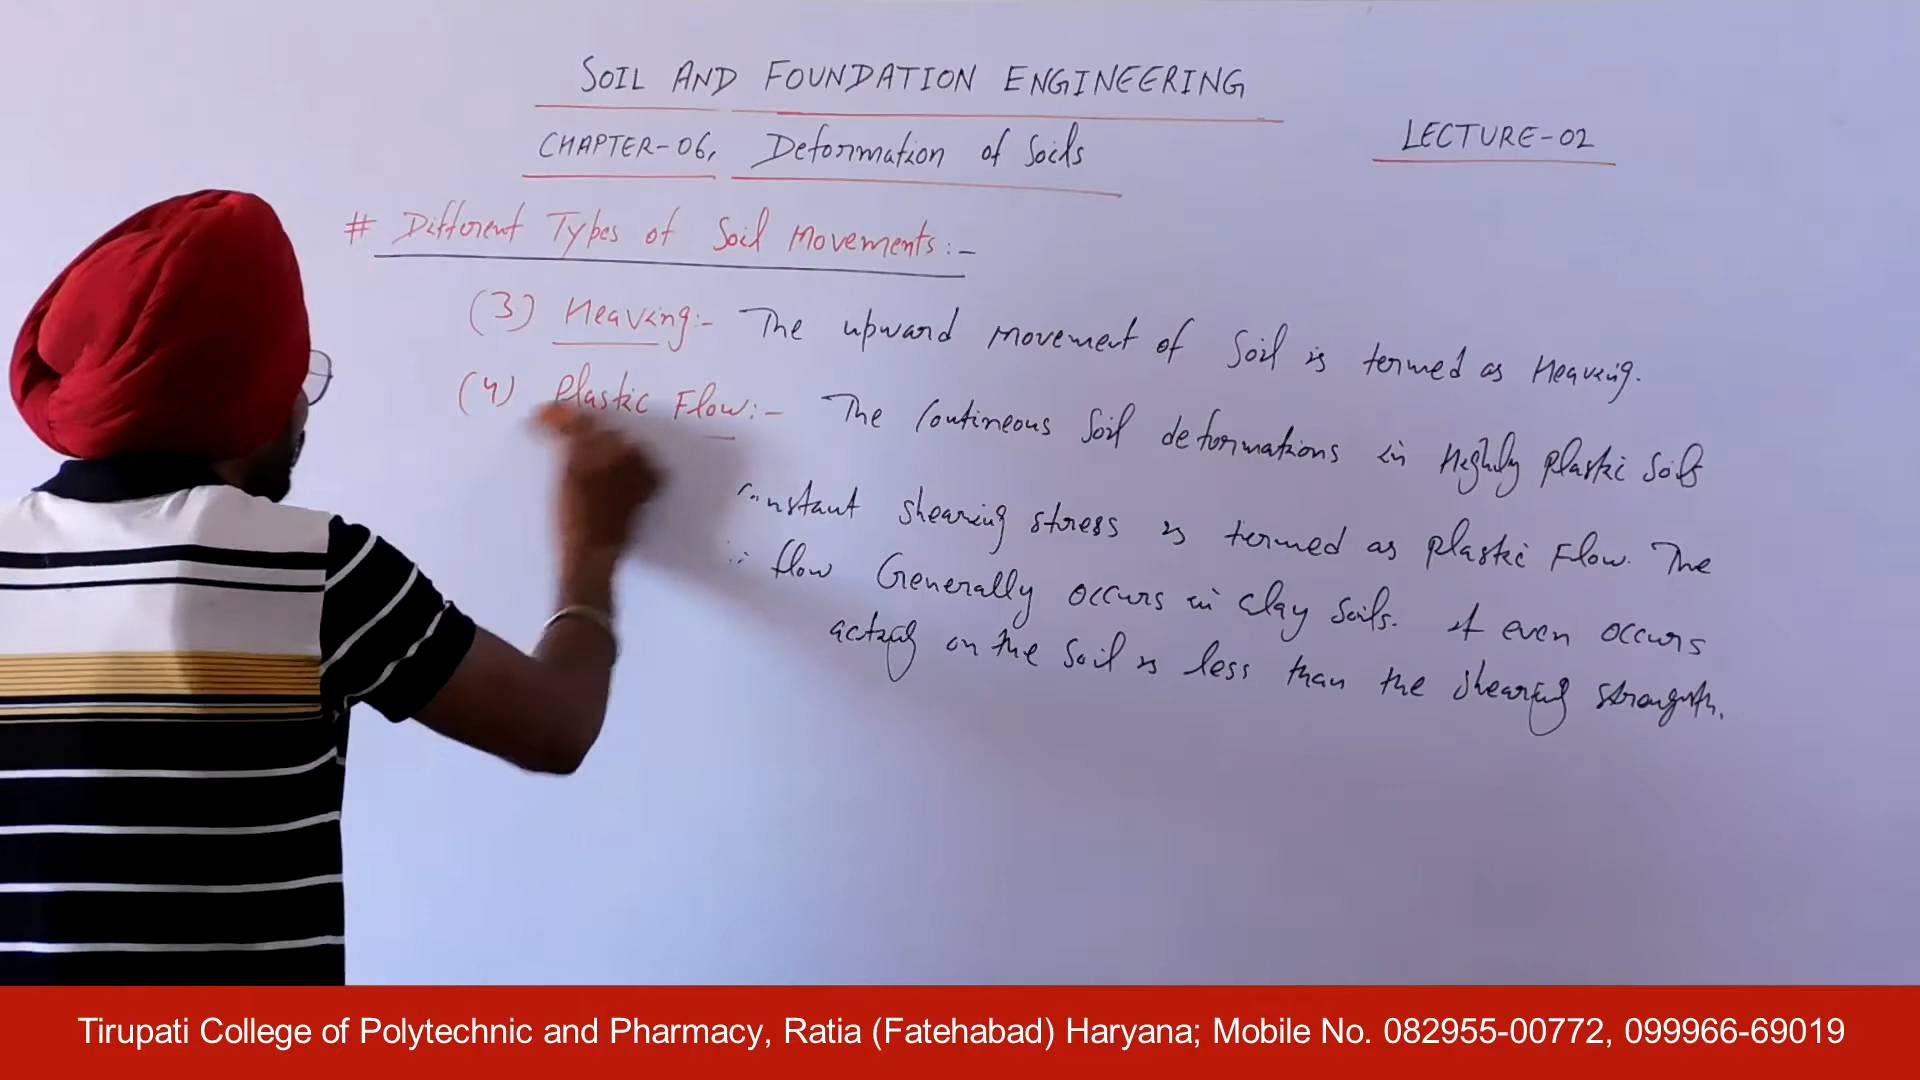 SOIL AND FOUNDATION ENGINEERING
CHAPTER-06, Deformation of Soils
LECTURE-02
# Different Types of Soil Movements:-
(3) Heaving:- The upward movement of Soil is termed as Heaving.
(4) Plastic Flow:- The Contineous Soil deformations in Highly plastic Soils
Constant shearing stress is termed as plastic Flow. The
flow Generally occurs in clay Soils. it even occurs
acting on the Soil is less than the shearing strength.
Tirupati College of Polytechnic and Pharmacy, Ratia (Fatehabad) Haryana; Mobile No. 082955-00772, 099966-69019